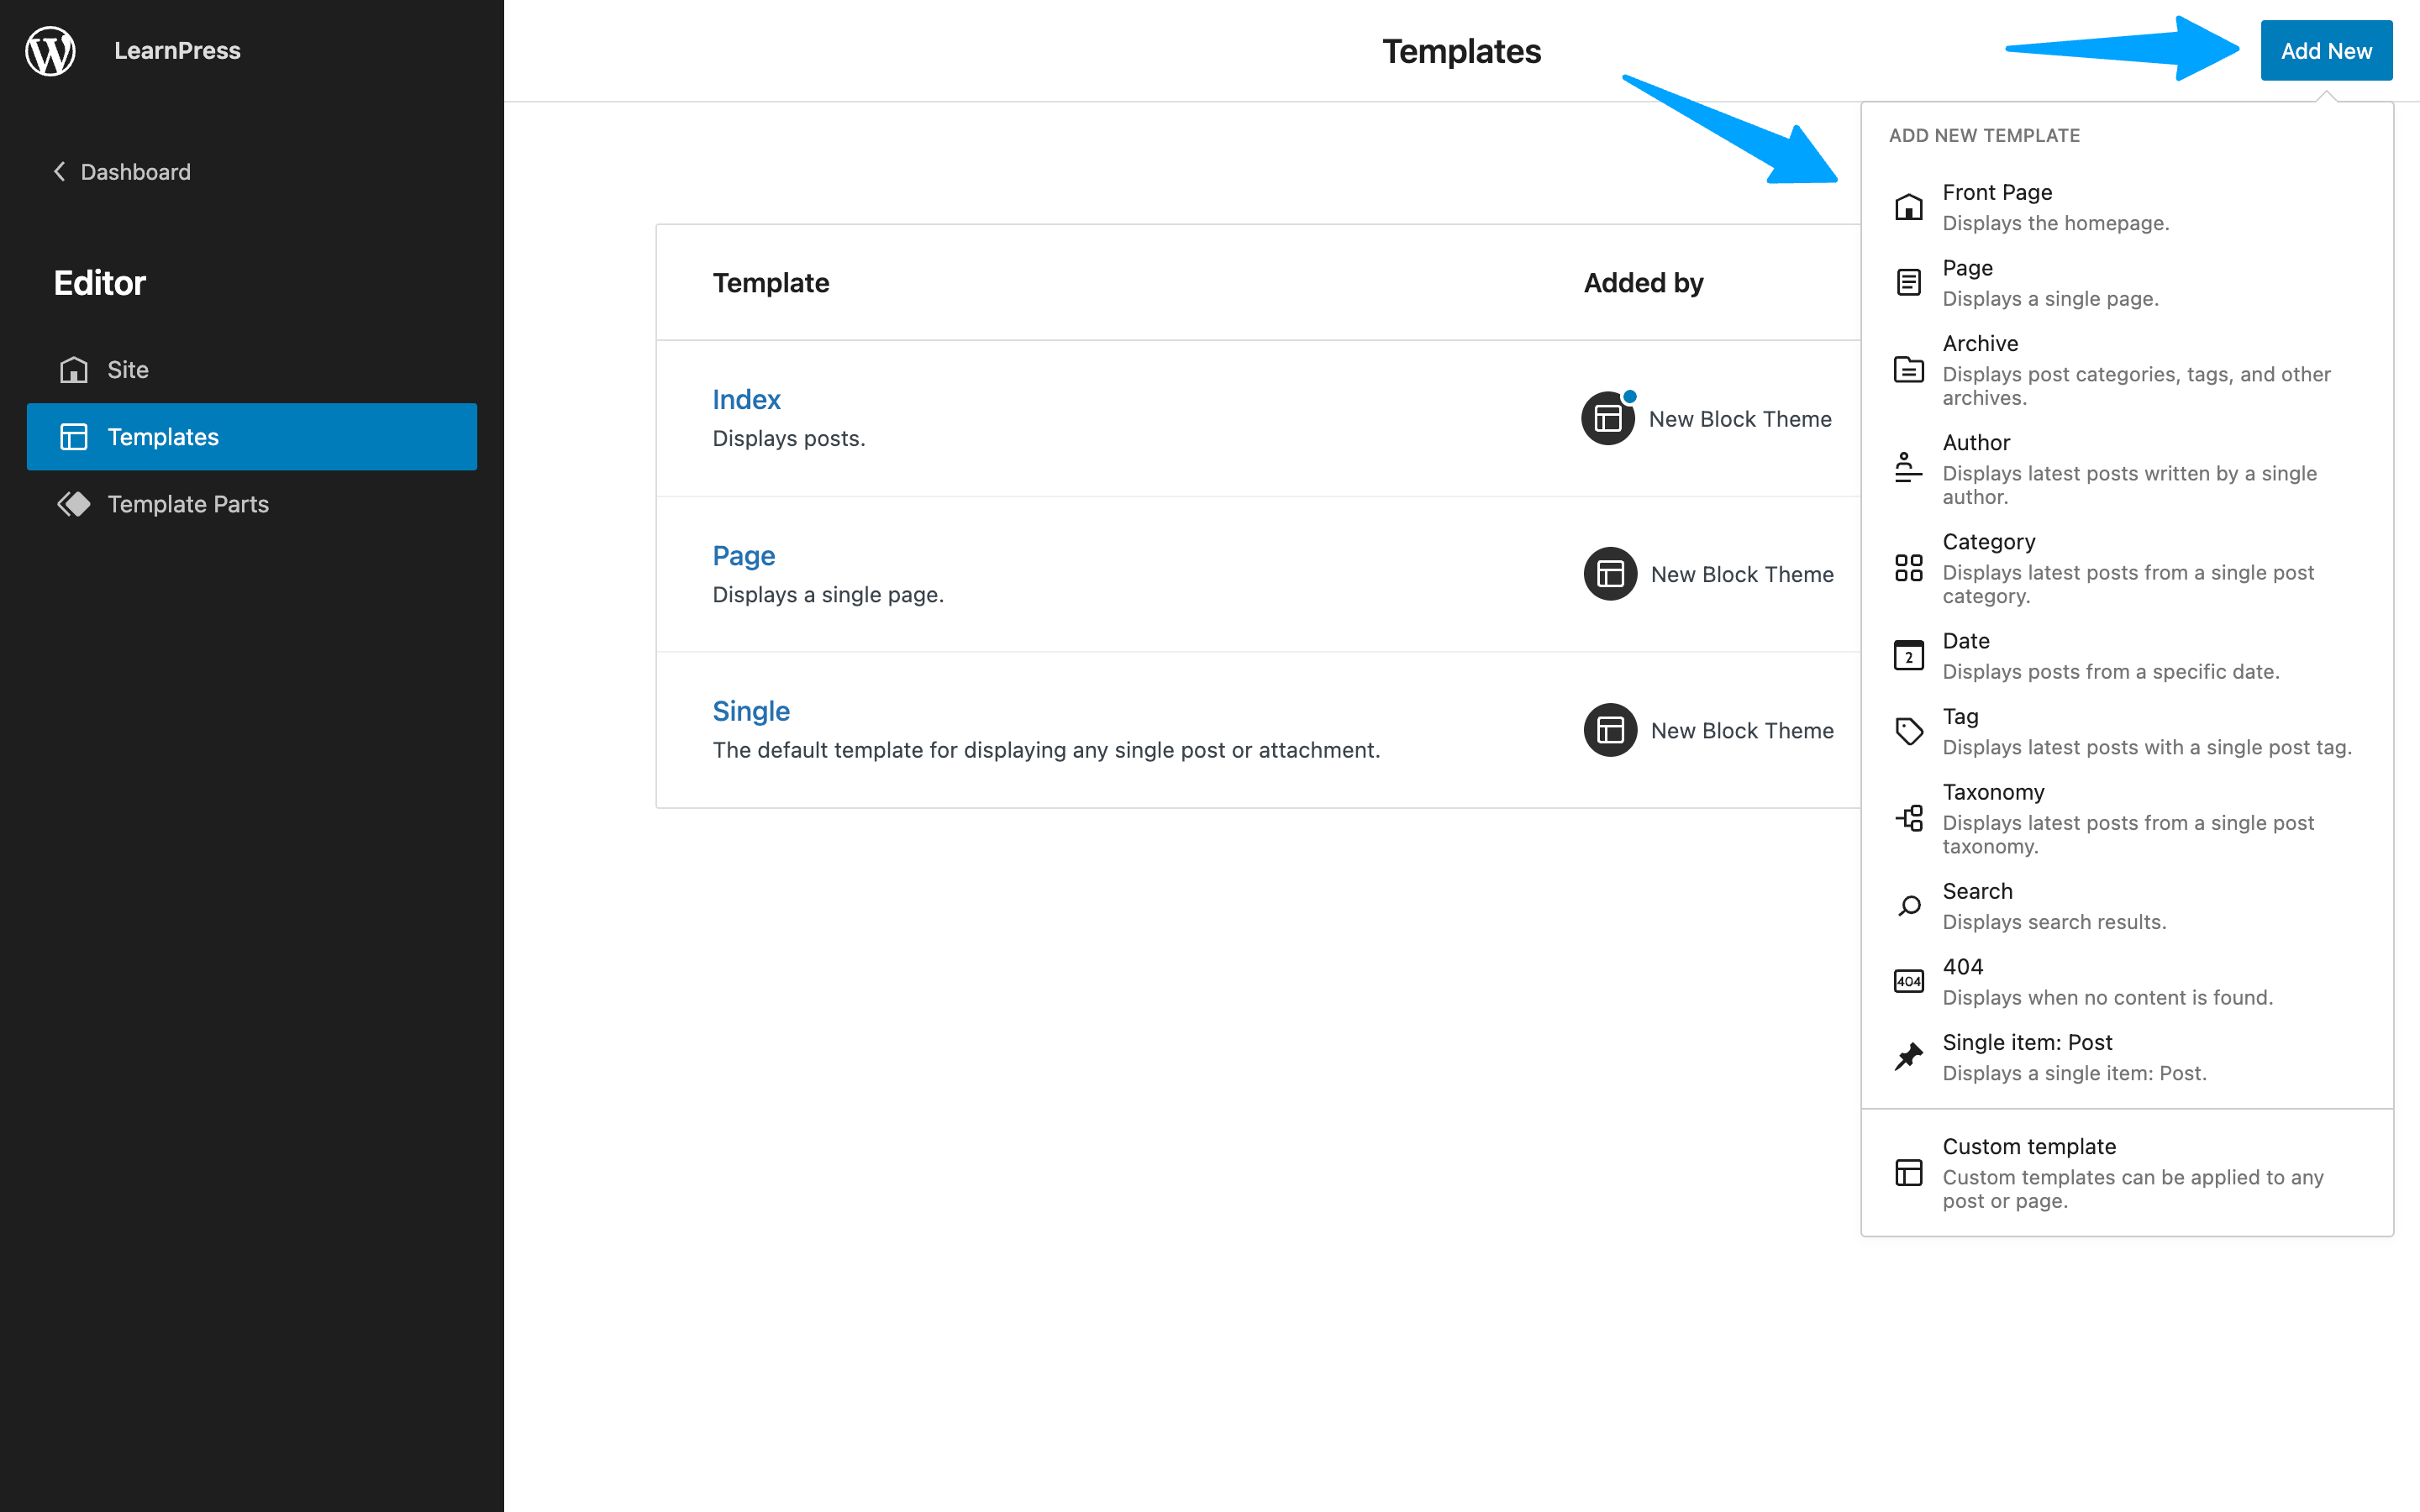 LearnPress
Dashboard
Editor
Site
Templates
Template Parts
Templates
Add New
Template
Added by
Index
Displays posts.
New Block Theme
Page
Displays a single page.
New Block Theme
Single
The default template for displaying any single post or attachment.
New Block Theme
ADD NEW TEMPLATE
Front Page
Displays the homepage.
Page
Displays a single page.
Archive
Displays post categories, tags, and other
archives.
Author
Displays latest posts written by a single
author.
Category
Displays latest posts from a single post
category.
2
Date
Displays posts from a specific date.
Tag
Displays latest posts with a single post tag.
Taxonomy
Displays latest posts from a single post
taxonomy.
Search
Displays search results.
404
404
Displays when no content is found.
Single item: Post
Displays a single item: Post.
Custom template
Custom templates can be applied to any
post or page.